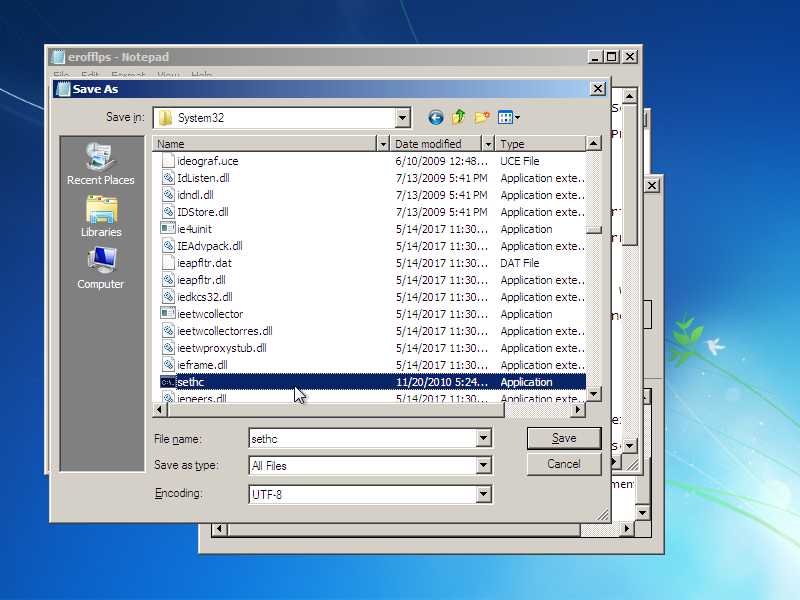 erofflps - Notepad
File Edit Format View Help
Save As
Save in: System32
Recent Places
Libraries
Computer
Name Date modified Type
ideograf.uce 6/10/2009 12:48... UCE File
IdListen.dll 7/13/2009 5:41 PM Application exte...
idndl.dll 7/13/2009 5:41 PM Application exte...
IDStore.dll 7/13/2009 5:41 PM Application exte...
ie4uinit 5/14/2017 11:30... Application
IEAdvpack.dll 5/14/2017 11:30... Application exte...
ieapfltr.dat 5/14/2017 11:30... DAT File
ieapfltr.dll 5/14/2017 11:30... Application exte...
iedkcs32.dll 5/14/2017 11:30... Application exte...
ieetwcollector 5/14/2017 11:30... Application
ieetwcollectorres.dll 5/14/2017 11:30... Application exte...
ieetwproxystub.dll 5/14/2017 11:30... Application exte...
ieframe.dll 5/14/2017 11:30... Application exte...
sethc 11/20/2010 5:24... Application
ieneers.dll 5/14/2017 11:30... Application exte...
File name: sethc Save
Save as type: All Files Cancel
Encoding: UTF-8